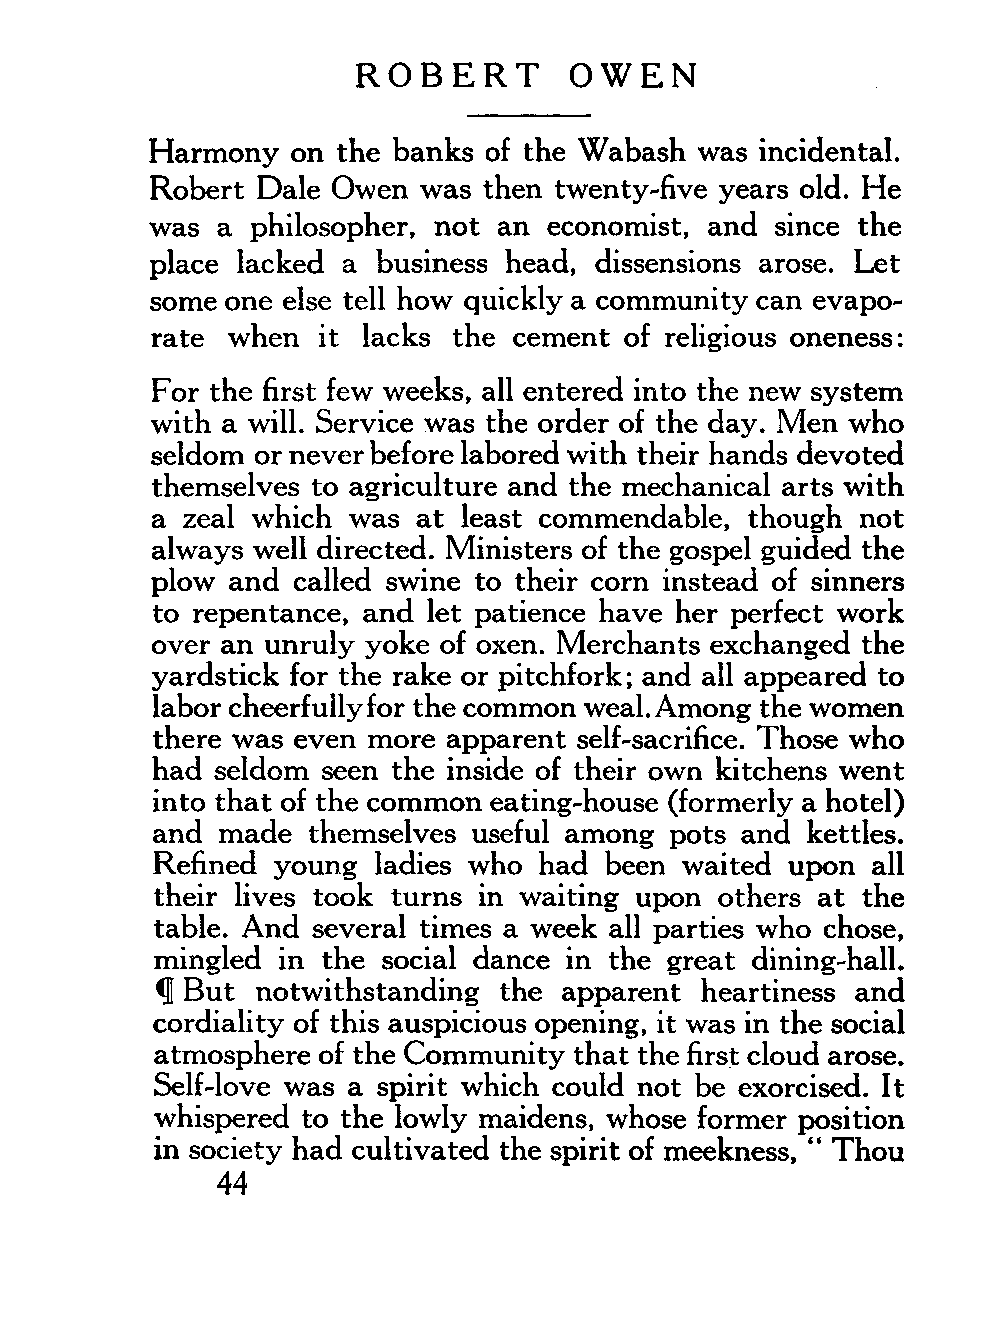 ROBERT OWEN
Harmony on the banks of the Wabash was incidental.
Robert Dale Owen was then twenty-five years old. He
was a philosopher, not an economist, and since the
place lacked a business head, dissensions arose. Let
some one else tell how quickly a community can evapo-
rate when it lacks the cement of religious oneness:
For the first few weeks, all entered into the new system
with a will. Service was the order of the day. Men who
seldom or never before labored with their hands devoted
themselves to agriculture and the mechanical arts with
a zeal which was at least commendable, though not
always well directed. Ministers of the gospel guided the
plow and called swine to their corn instead of sinners
to repentance, and let patience have her perfect work
over an unruly yoke of oxen. Merchants exchanged the
yardstick for the rake or pitchfork; and all appeared to
labor cheerfully for the common weal. Among the women
there was even more apparent self-sacrifice. Those who
had seldom seen the inside of their own kitchens went
into that of the common eating-house (formerly a hotel)
and made themselves useful among pots and kettles.
Refined young ladies who had been waited upon all
their lives took turns in waiting upon others at the
table. And several times a week all parties who chose,
mingled in the social dance in the great dining-hall.
¶ But notwithstanding the apparent heartiness and
cordiality of this auspicious opening, it was in the social
atmosphere of the Community that the first cloud arose.
Self-love was a spirit which could not be exorcised. It
whispered to the lowly maidens, whose former position
in society had cultivated the spirit of meekness, “ Thou
44